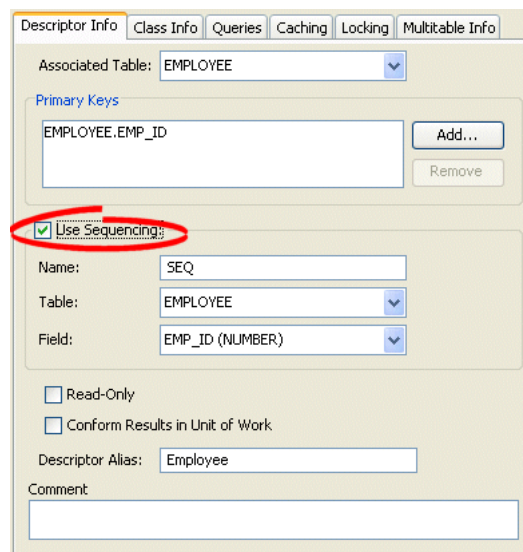 Descriptor Info Class Info Queries Caching Locking Multitable Info
Associated Table: EMPLOYEE
Primary Keys
EMPLOYEE.EMP_ID
Add...
Remove
Use Sequencing:
Name: SEQ
Table: EMPLOYEE
Field: EMP_ID (NUMBER)
Read-Only
Conform Results in Unit of Work
Descriptor Alias: Employee
Comment